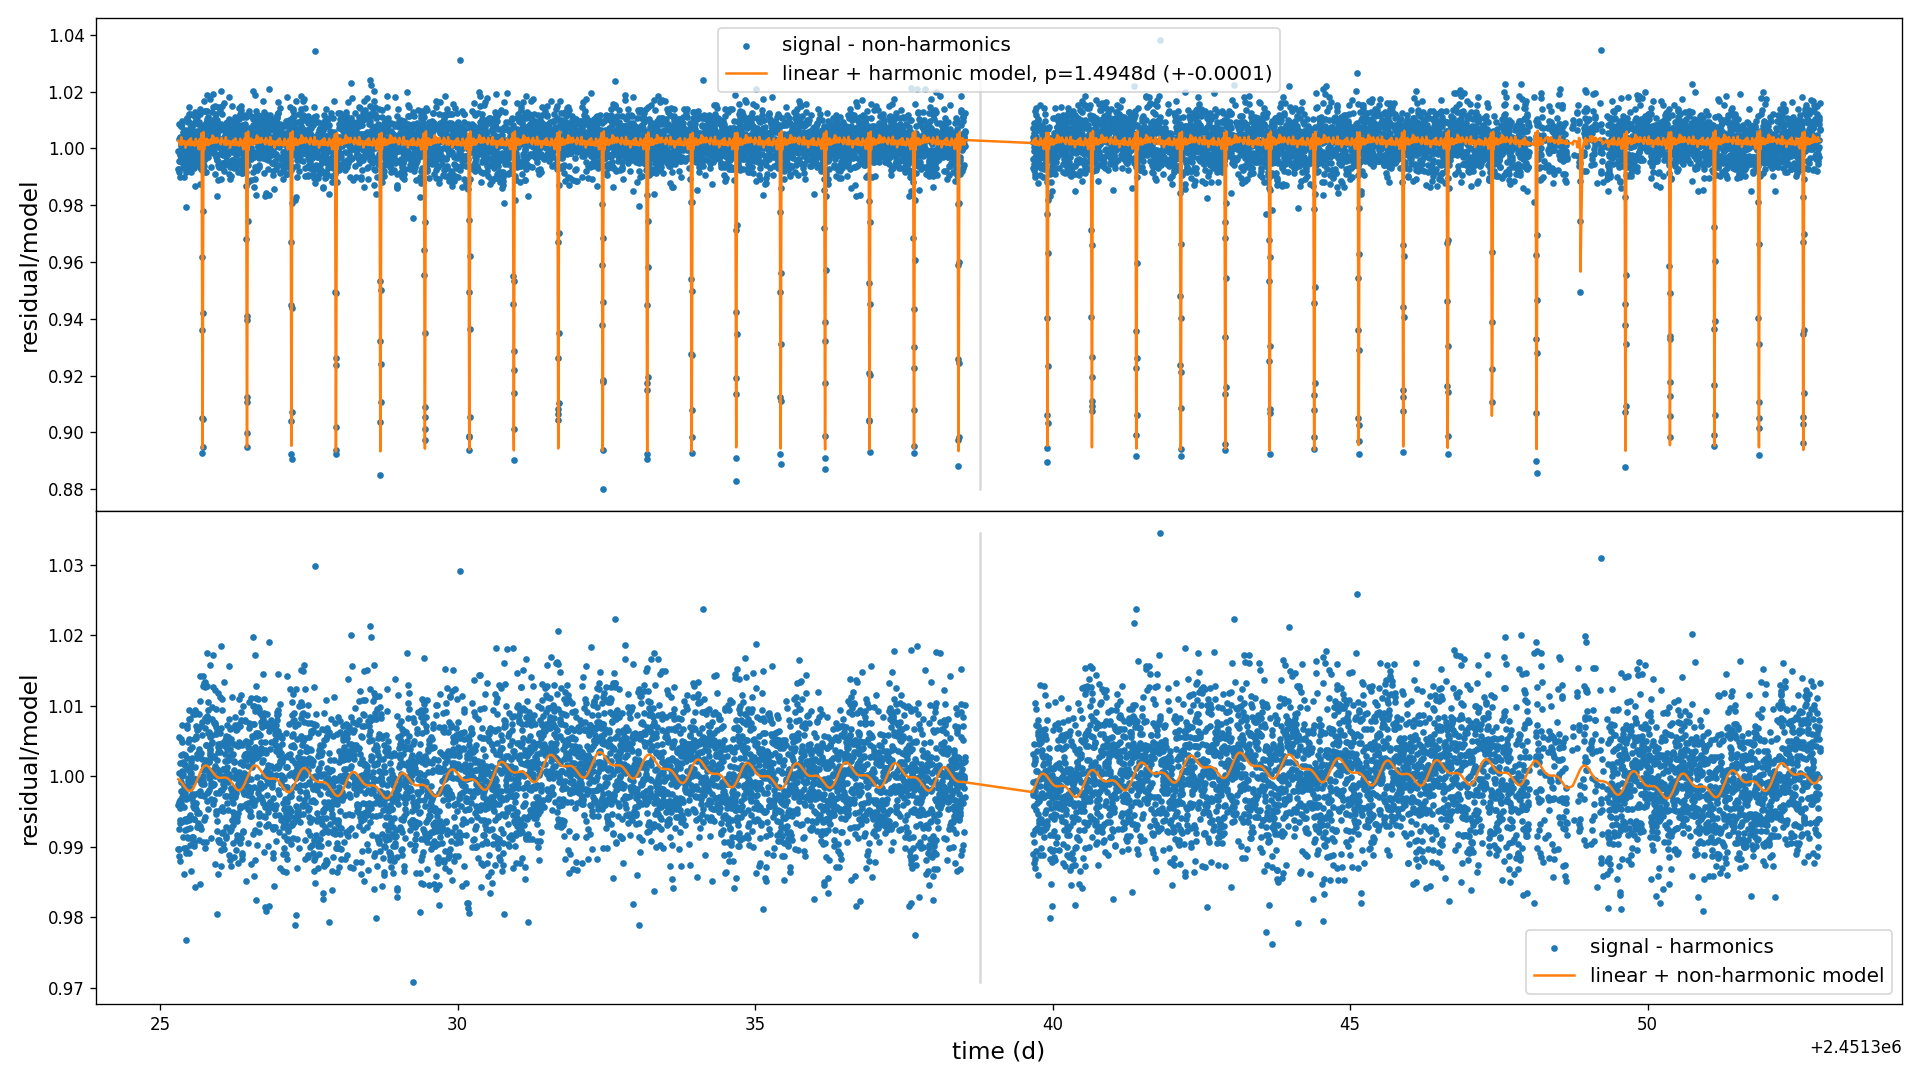 1.04
1.02
1.00
0.98
0.96
0.94
0.92
0.90
0.88
residual/model
signal - non-harmonics
linear + harmonic model, p=1.4948d (+-0.0001)
1.03
1.02
1.01
1.00
0.99
0.98
0.97
residual/model
signal - harmonics
linear + non-harmonic model
25 30 35 40 45 50
time (d)
+2.4513e6